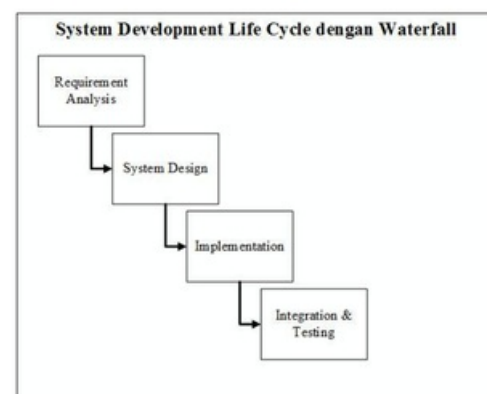 System Development Life Cycle dengan Waterfall
Requirement
Analysis
System Design
Implementation
Integration &
Testing